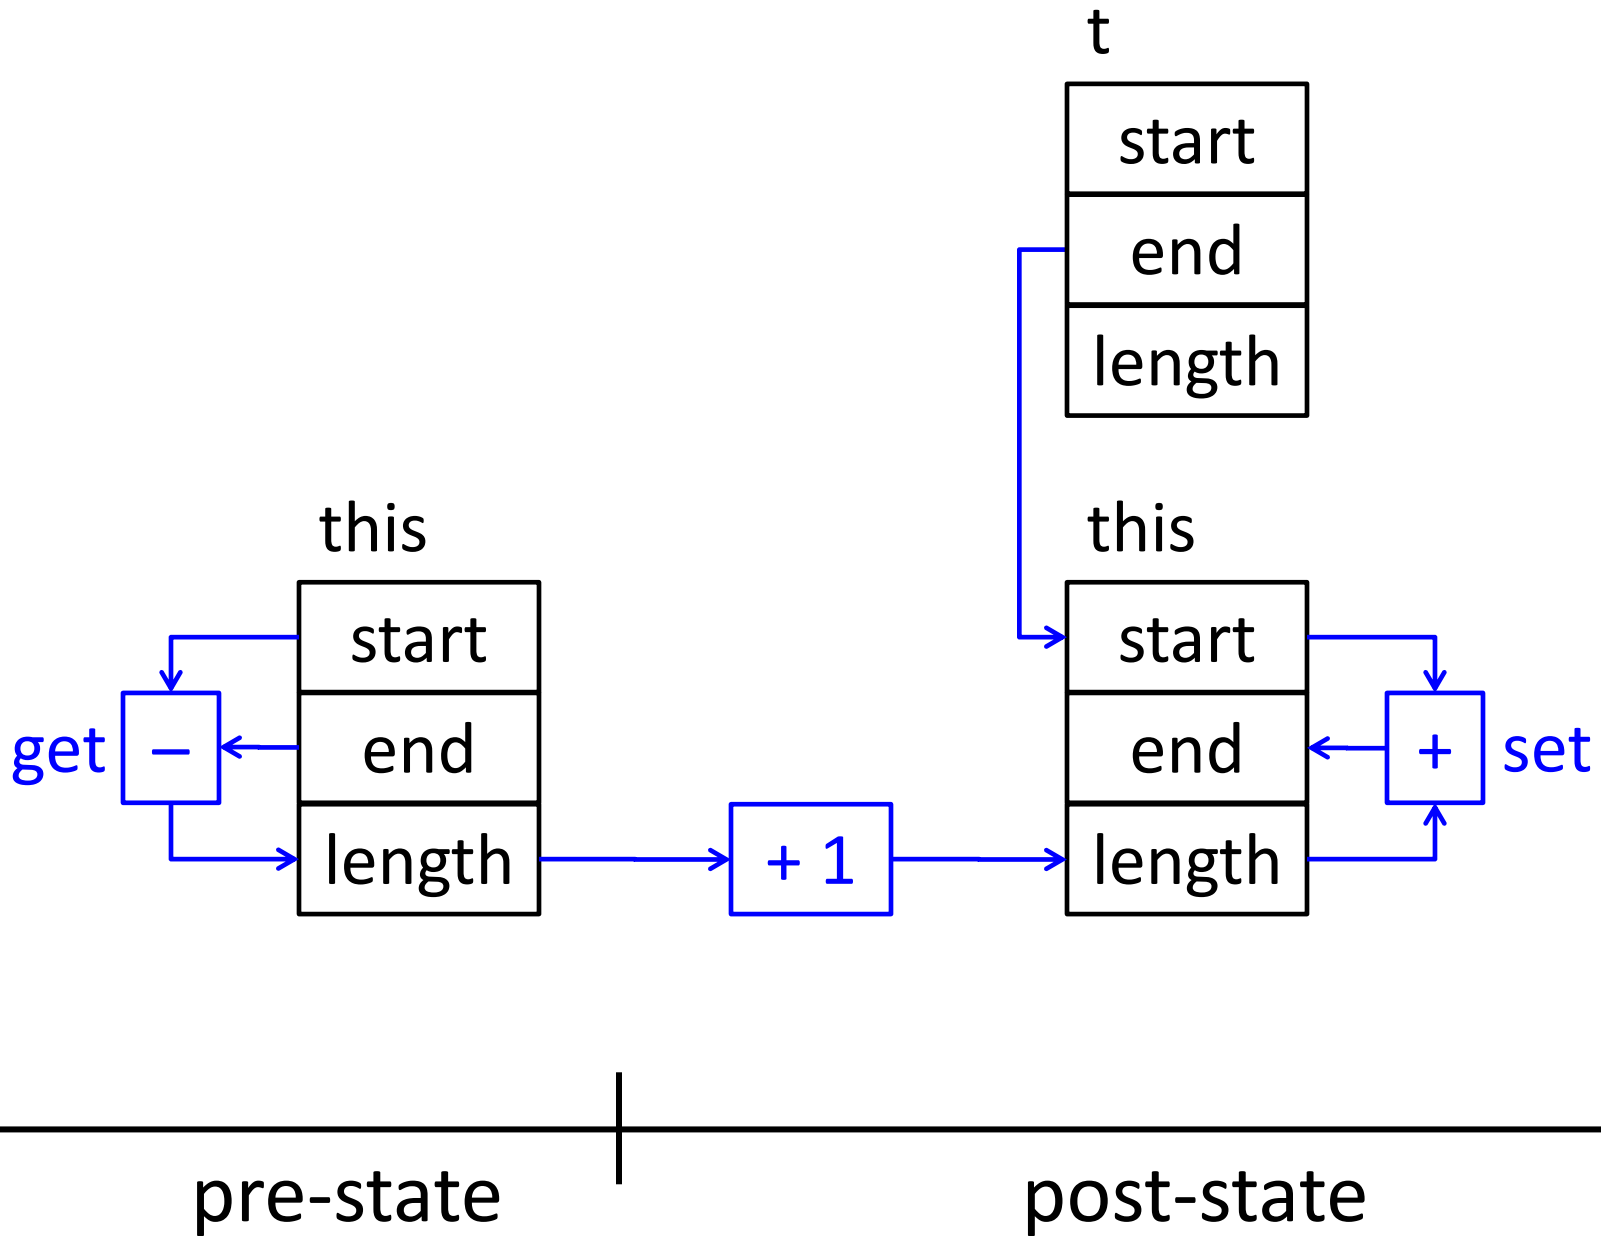 t
start
end
length
this
start
get
−
end
length
+ 1
this
start
end
+
set
length
pre-state
post-state